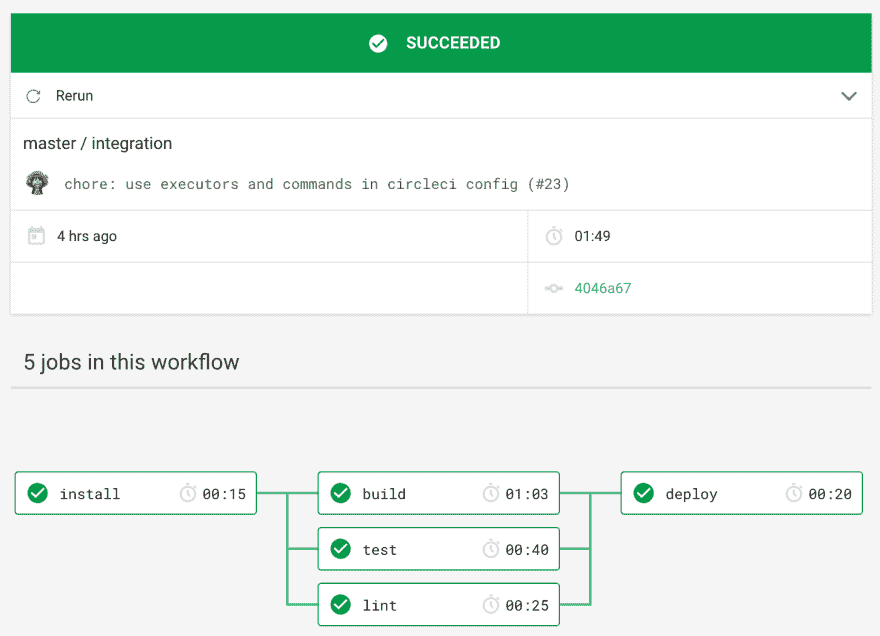 SUCCEEDED
Rerun
master / integration
chore: use executors and commands in circleci config (#23)
4 hrs ago
01:49
4046a67
5 jobs in this workflow
install 00:15
build 01:03
deploy 00:20
test 00:40
lint 00:25